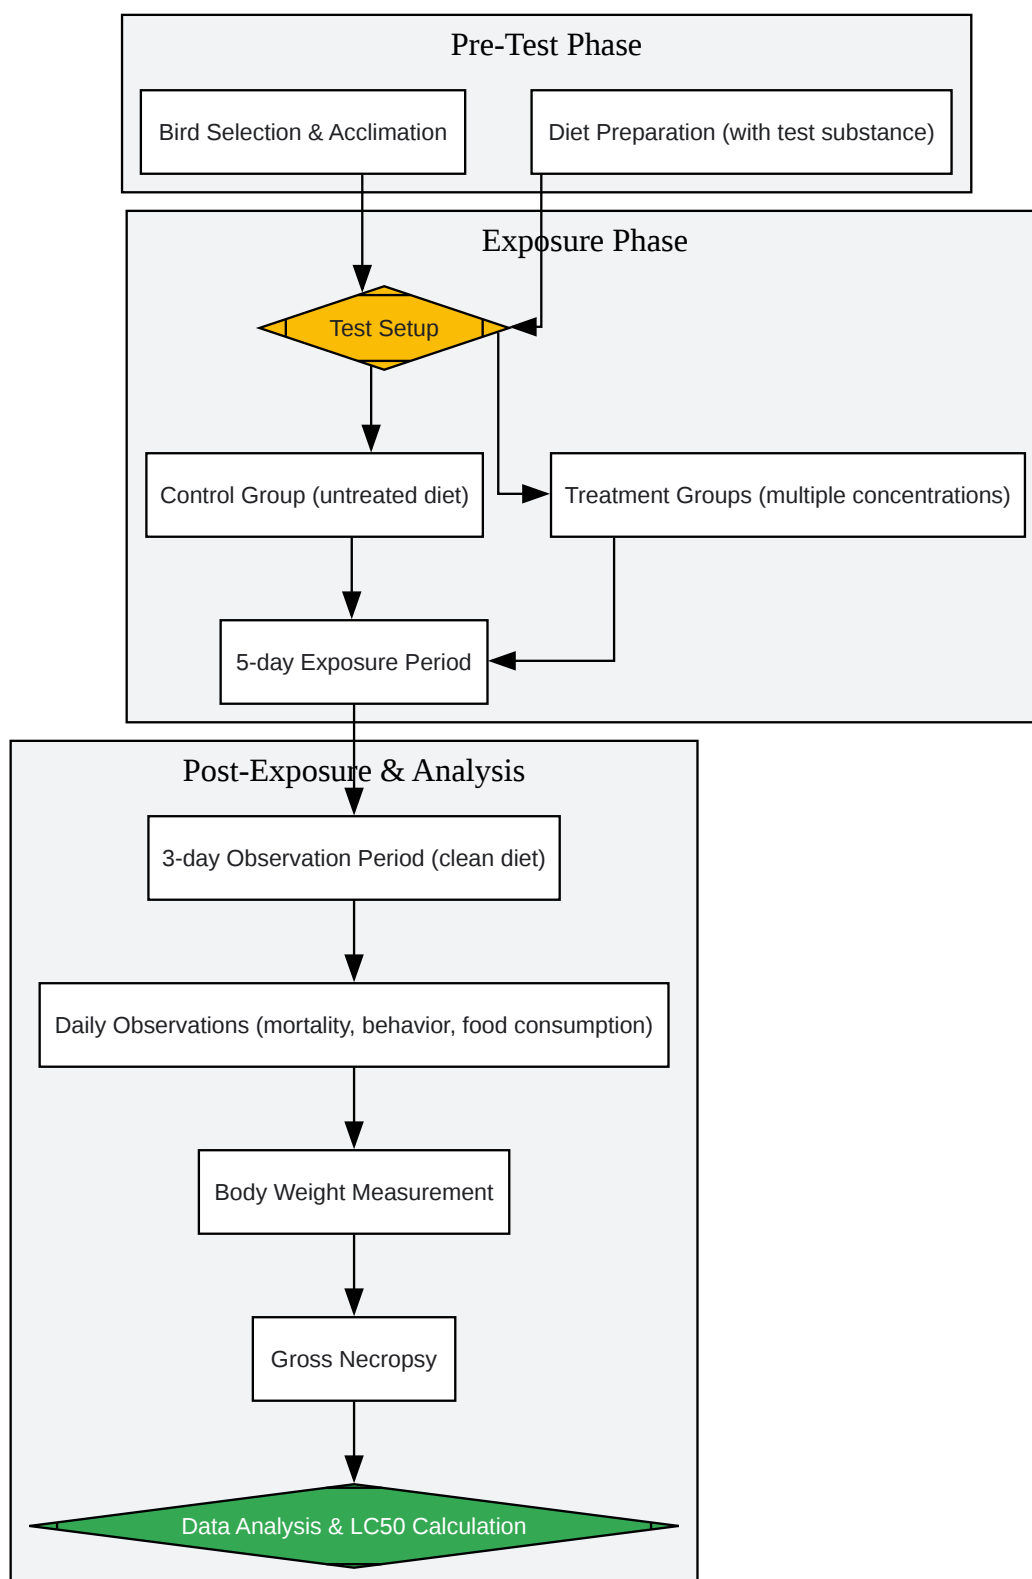 Pre-Test Phase
Bird Selection & Acclimation
Diet Preparation (with test substance)
Exposure Phase
Test Setup
Control Group (untreated diet)
Treatment Groups (multiple concentrations)
5-day Exposure Period
Post-Exposure & Analysis
3-day Observation Period (clean diet)
Daily Observations (mortality, behavior, food consumption)
Body Weight Measurement
Gross Necropsy
Data Analysis & LC50 Calculation